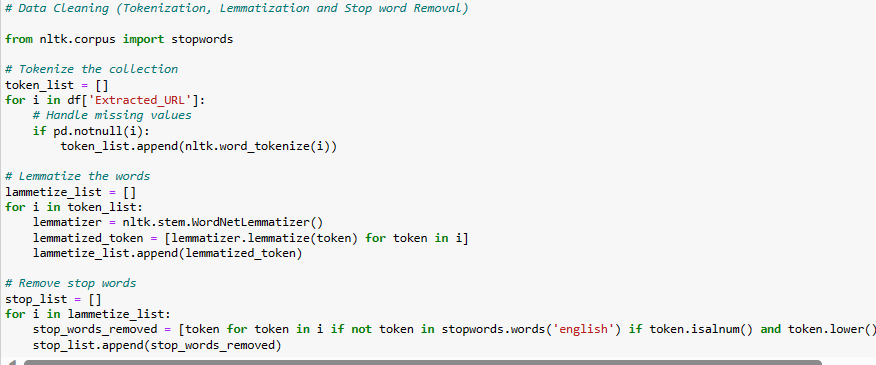 # Data Cleaning (Tokenization, Lemmatization and Stop word Removal)
from nltk.corpus import stopwords
# Tokenize the collection
token_list = []
for i in df['Extracted_URL']:
    # Handle missing values
    if pd.notnull(i):
        token_list.append(nltk.word_tokenize(i))
# Lemmatize the words
lammetize_list = []
for i in token_list:
    lemmatizer = nltk.stem.WordNetLemmatizer()
    lemmatized_token = [lemmatizer.lemmatize(token) for token in i]
    lammetize_list.append(lemmatized_token)
# Remove stop words
stop_list = []
for i in lammetize_list:
    stop_words_removed = [token for token in i if not token in stopwords.words('english') if token.isalnum() and token.lower()
    stop_list.append(stop_words_removed)